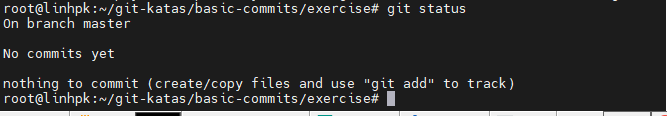 root@linhpk:~/git-katas/basic-commits/exercise# git status
On branch master
No commits yet
nothing to commit (create/copy files and use "git add" to track)
root@linhpk:~/git-katas/basic-commits/exercise#